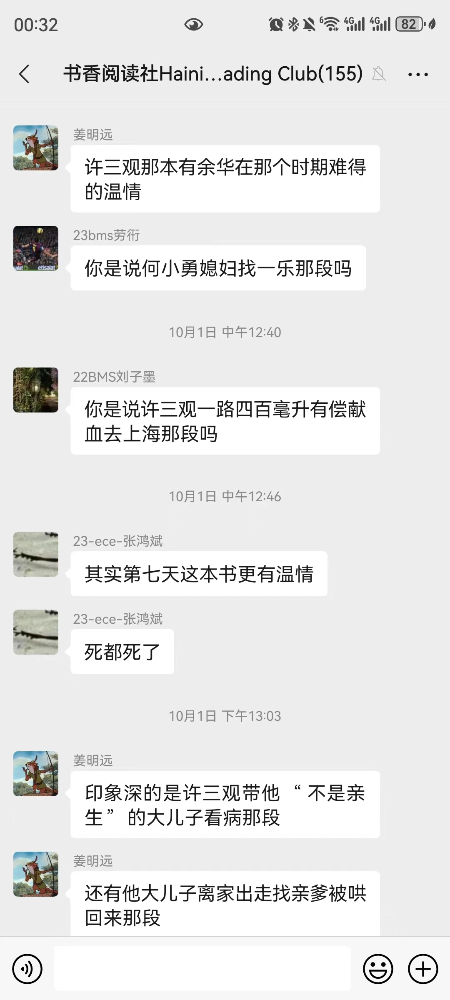 00:32
6
4G
4G
82
书香阅读社Haini...ading Club(155)
姜明远
许三观那本有余华在那个时期难得
的温情
23bms劳衎
你是说何小勇媳妇找一乐那段吗
etisalat
alat
10月1日 中午12:40
22BMS刘子墨
你是说许三观一路四百毫升有偿献
血去上海那段吗
10月1日 中午12:46
23-ece-张鸿斌
其实第七天这本书更有温情
23-ece-张鸿斌
死都死了
10月1日 下午13:03
姜明远
印象深的是许三观带他 “ 不是亲
生” 的大儿子看病那段
姜明远
还有他大儿子离家出走找亲爹被哄
回来那段